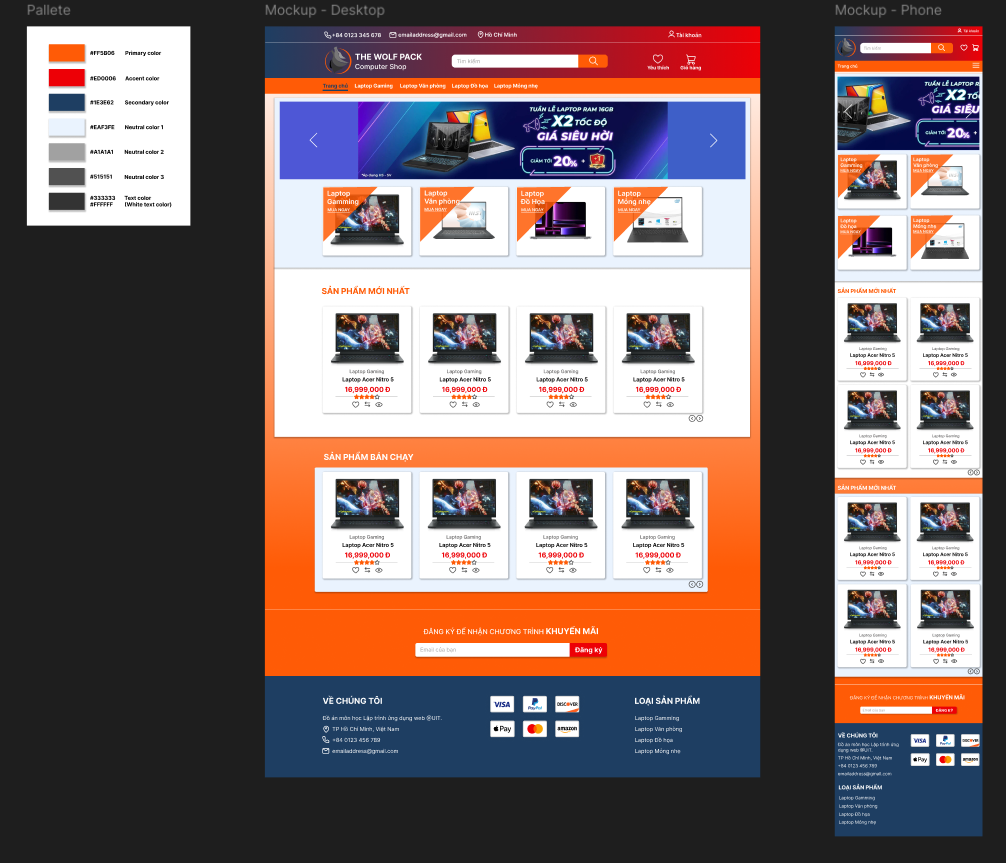 Pallete
#FF5B06 Primary color
#ED0006 Accent color
#1E3E62 Secondary color
#EAF3FE Neutral color 1
#A1A1A1 Neutral color 2
#515151 Neutral color 3
#333333 Text color
#FFFFFF (White text color)
Mockup - Desktop
+84 0123 345 678 emailaddress@gmail.com Hồ Chí Minh Tài khoản
THE WOLF PACK
Computer Shop
Tìm kiếm
Yêu thích Giỏ hàng
Trang chủ Laptop Gaming Laptop Văn phòng Laptop Đồ họa Laptop Mỏng nhẹ
TUẦN LỄ LAPTOP RAM 16GB
X2 TỐC ĐỘ
GIÁ SIÊU HỜI
GIẢM TỚI 20% +
Laptop
Gamming
MUA NGAY
Laptop
Văn phòng
MUA NGAY
Laptop
Đồ Họa
MUA NGAY
Laptop
Mỏng nhẹ
MUA NGAY
SẢN PHẨM MỚI NHẤT
Laptop Gaming Laptop Gaming Laptop Gaming Laptop Gaming
Laptop Acer Nitro 5 Laptop Acer Nitro 5 Laptop Acer Nitro 5 Laptop Acer Nitro 5
16,999,000 Đ 16,999,000 Đ 16,999,000 Đ 16,999,000 Đ
SẢN PHẨM BÁN CHẠY
Laptop Gaming Laptop Gaming Laptop Gaming Laptop Gaming
Laptop Acer Nitro 5 Laptop Acer Nitro 5 Laptop Acer Nitro 5 Laptop Acer Nitro 5
16,999,000 Đ 16,999,000 Đ 16,999,000 Đ 16,999,000 Đ
ĐĂNG KÝ ĐỂ NHẬN CHƯƠNG TRÌNH KHUYẾN MÃI
Email của bạn Đăng ký
VỀ CHÚNG TÔI
Đồ án môn học Lập trình ứng dụng web @UIT.
TP Hồ Chí Minh, Việt Nam
+84 0123 456 789
emailaddress@gmail.com
VISA PayPal DISCOVER
Pay amazon
LOẠI SẢN PHẨM
Laptop Gamming
Laptop Văn phòng
Laptop Đồ họa
Laptop Mỏng nhẹ
Mockup - Phone
Tài khoản
Tìm kiếm
Trang chủ
TUẦN LỄ LAPTOP RAM 16G
X2 TỐ
GIÁ SIÊU
GIẢM TỚI 20% +
Laptop
Gamming
MUA NGAY
Laptop
Văn phòng
MUA NGAY
Laptop
Đồ họa
MUA NGAY
Laptop
Mỏng nhẹ
MUA NGAY
SẢN PHẨM MỚI NHẤT
Laptop Gaming Laptop Gaming
Laptop Acer Nitro 5 Laptop Acer Nitro 5
16,999,000 Đ 16,999,000 Đ
Laptop Gaming Laptop Gaming
Laptop Acer Nitro 5 Laptop Acer Nitro 5
16,999,000 Đ 16,999,000 Đ
SẢN PHẨM MỚI NHẤT
Laptop Gaming Laptop Gaming
Laptop Acer Nitro 5 Laptop Acer Nitro 5
16,999,000 Đ 16,999,000 Đ
Laptop Gaming Laptop Gaming
Laptop Acer Nitro 5 Laptop Acer Nitro 5
16,999,000 Đ 16,999,000 Đ
ĐĂNG KÝ ĐỂ NHẬN CHƯƠNG TRÌNH KHUYẾN MÃI
Email của bạn ĐĂNG KÝ
VỀ CHÚNG TÔI
Đồ án môn học Lập trình ứng
dụng web @UIT.
TP Hồ Chí Minh, Việt Nam
+84 0123 456 789
emailaddress@gmail.com
VISA PayPal DISCOVER
Pay amazon
LOẠI SẢN PHẨM
Laptop Gamming
Laptop Văn phòng
Laptop Đồ họa
Laptop Mỏng nhẹ